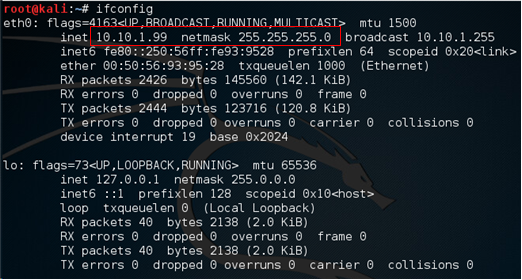 root@kali:~# ifconfig
eth0: flags=4163<UP,BROADCAST,RUNNING,MULTICAST>  mtu 1500
        inet 10.10.1.99  netmask 255.255.255.0  broadcast 10.10.1.255
        inet6 fe80::250:56ff:fe93:9528  prefixlen 64  scopeid 0x20<link>
        ether 00:50:56:93:95:28  txqueuelen 1000  (Ethernet)
        RX packets 2426  bytes 145560 (142.1 KiB)
        RX errors 0  dropped 0  overruns 0  frame 0
        TX packets 2444  bytes 123716 (120.8 KiB)
        TX errors 0  dropped 0 overruns 0  carrier 0  collisions 0
        device interrupt 19  base 0x2024
lo: flags=73<UP,LOOPBACK,RUNNING>  mtu 65536
        inet 127.0.0.1  netmask 255.0.0.0
        inet6 ::1  prefixlen 128  scopeid 0x10<host>
        loop  txqueuelen 0  (Local Loopback)
        RX packets 40  bytes 2138 (2.0 KiB)
        RX errors 0  dropped 0  overruns 0  frame 0
        TX packets 40  bytes 2138 (2.0 KiB)
        TX errors 0  dropped 0 overruns 0  carrier 0  collisions 0